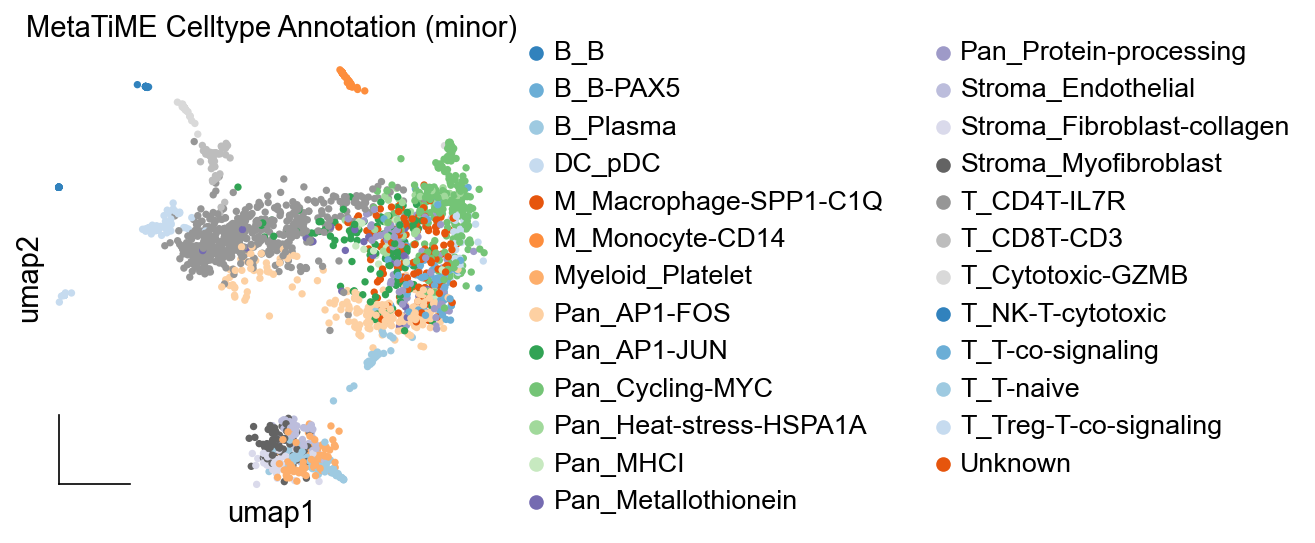 MetaTiME Celltype Annotation (minor)
umap2
umap1
B_B
B_B-PAX5
B_Plasma
DC_pDC
M_Macrophage-SPP1-C1Q
M_Monocyte-CD14
Myeloid_Platelet
Pan_AP1-FOS
Pan_AP1-JUN
Pan_Cycling-MYC
Pan_Heat-stress-HSPA1A
Pan_MHCI
Pan_Metallothionein
Pan_Protein-processing
Stroma_Endothelial
Stroma_Fibroblast-collagen
Stroma_Myofibroblast
T_CD4T-IL7R
T_CD8T-CD3
T_Cytotoxic-GZMB
T_NK-T-cytotoxic
T_T-co-signaling
T_T-naive
T_Treg-T-co-signaling
Unknown